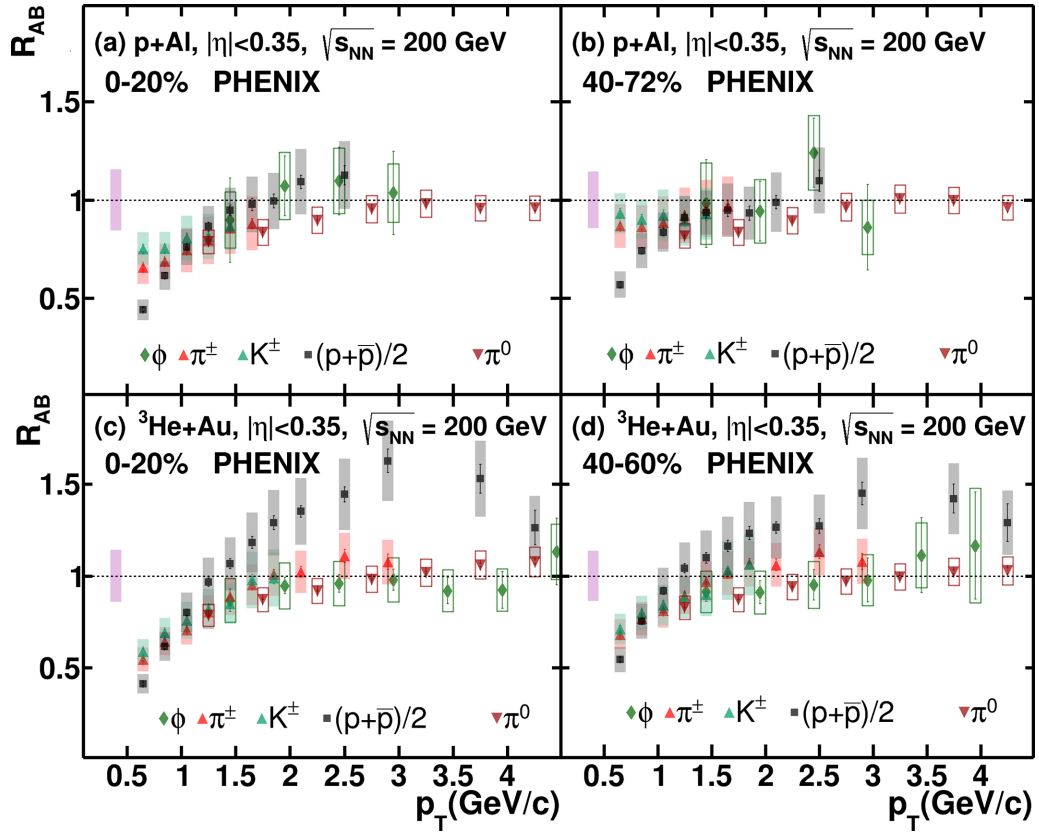 R_AB
(a) p+Al, |η|<0.35, √s_NN = 200 GeV
0-20% PHENIX
1.5
1
0.5
ϕ π± K± (p+p̅)/2 π⁰
(b) p+Al, |η|<0.35, √s_NN = 200 GeV
40-72% PHENIX
ϕ π± K± (p+p̅)/2 π⁰
R_AB
(c) ³He+Au, |η|<0.35, √s_NN = 200 GeV
0-20% PHENIX
1.5
1
0.5
ϕ π± K± (p+p̅)/2 π⁰
0.5 1 1.5 2 2.5 3 3.5 4
p_T(GeV/c)
(d) ³He+Au, |η|<0.35, √s_NN = 200 GeV
40-60% PHENIX
ϕ π± K± (p+p̅)/2 π⁰
0.5 1 1.5 2 2.5 3 3.5 4
p_T(GeV/c)